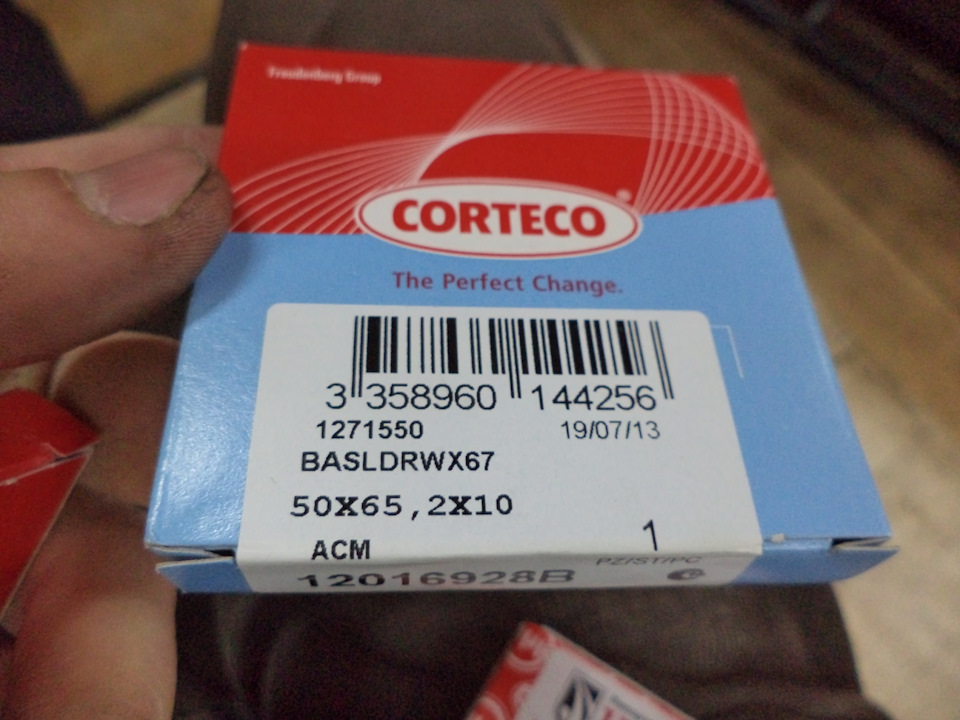 Freudenberg Group
CORTECO
The Perfect Change.
3 358960 144256
1271550 19/07/13
BASLDRWX67
50X65,2X10
ACM 1
PZ/ST/PC
12016928B